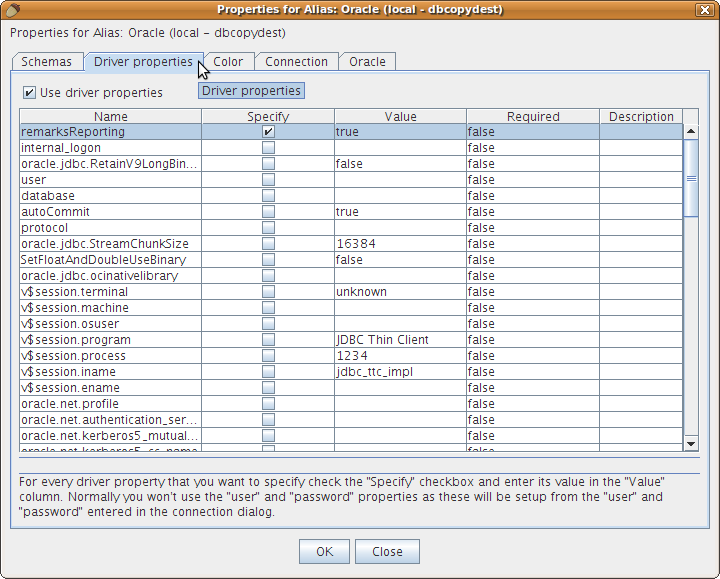 Properties for Alias: Oracle (local - dbcopydest)
Properties for Alias: Oracle (local - dbcopydest)
Schemas Driver properties Color Connection Oracle
Use driver properties
Driver properties
Name Specify Value Required Description
remarksReporting true false
internal_logon false
oracle.jdbc.RetainV9LongBin... false false
user false
database false
autoCommit true false
protocol false
oracle.jdbc.StreamChunkSize 16384 false
SetFloatAndDoubleUseBinary false false
oracle.jdbc.ocinativelibrary false
v$session.terminal unknown false
v$session.machine false
v$session.osuser false
v$session.program JDBC Thin Client false
v$session.process 1234 false
v$session.iname jdbc_ttc_impl false
v$session.ename false
oracle.net.profile false
oracle.net.authentication_ser... false
oracle.net.kerberos5_mutual... false
oracle.net.kerberos5_cc_name false
For every driver property that you want to specify check the "Specify" checkbox and enter its value in the "Value"
column. Normally you won't use the "user" and "password" properties as these will be setup from the "user" and
"password" entered in the connection dialog.
OK Close